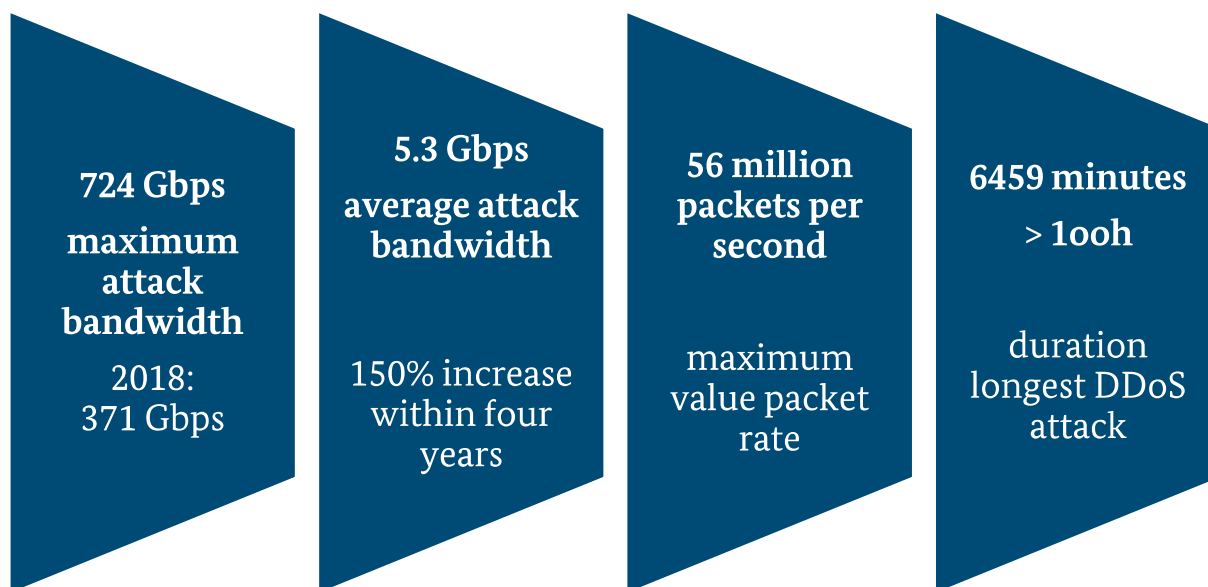 724 Gbps
maximum
attack
bandwidth
2018:
371 Gbps
5.3 Gbps
average attack
bandwidth
150% increase
within four
years
56 million
packets per
second
maximum
value packet
rate
6459 minutes
> 100h
duration
longest DDoS
attack